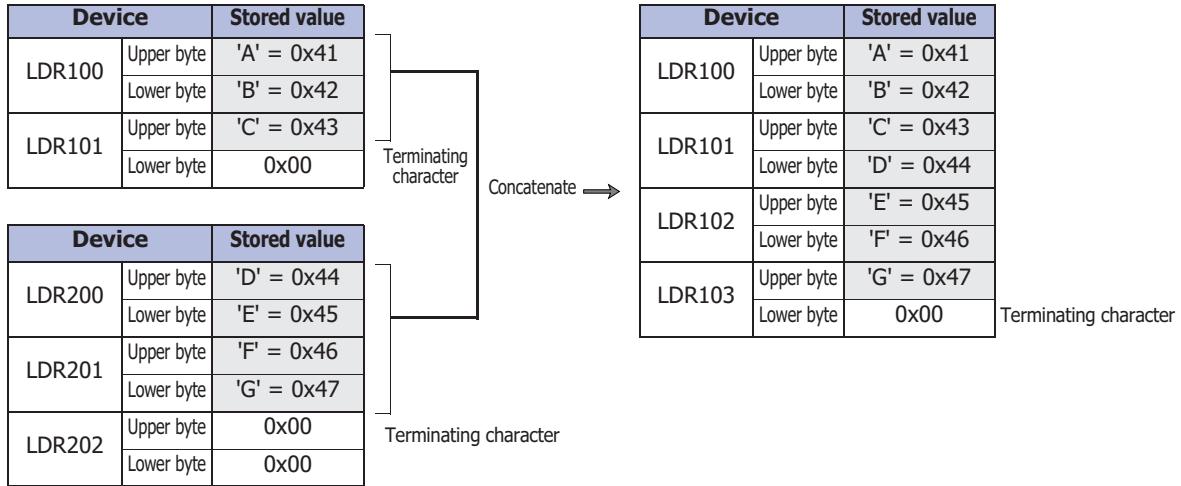 Device Stored value
LDR100 Upper byte 'A' = 0x41
Lower byte 'B' = 0x42
LDR101 Upper byte 'C' = 0x43
Lower byte 0x00
Terminating
character
Device Stored value
LDR200 Upper byte 'D' = 0x44
Lower byte 'E' = 0x45
LDR201 Upper byte 'F' = 0x46
Lower byte 'G' = 0x47
LDR202 Upper byte 0x00
Lower byte 0x00
Terminating character
Concatenate
Device Stored value
LDR100 Upper byte 'A' = 0x41
Lower byte 'B' = 0x42
LDR101 Upper byte 'C' = 0x43
Lower byte 'D' = 0x44
LDR102 Upper byte 'E' = 0x45
Lower byte 'F' = 0x46
LDR103 Upper byte 'G' = 0x47
Lower byte 0x00 Terminating character